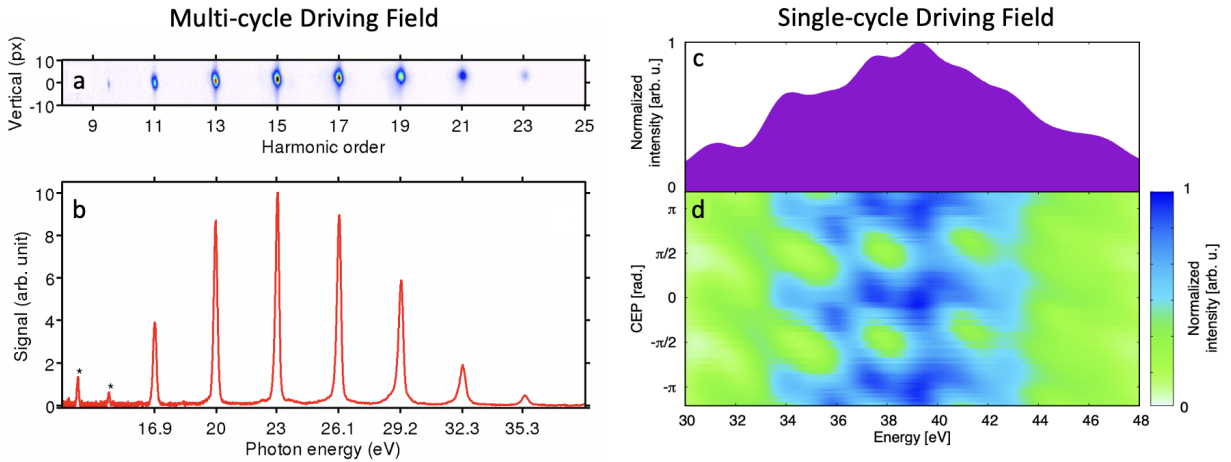 Multi-cycle Driving Field
Single-cycle Driving Field
Vertical (px)
10
0
-10
a
9 11 13 15 17 19 21 23 25
Harmonic order
Signal (arb. unit)
10
8
6
4
2
0
b
*
*
16.9 20 23 26.1 29.2 32.3 35.3
Photon energy (eV)
Normalized
intensity [arb. u.]
1
0
c
CEP [rad.]
π
π/2
0
-π/2
-π
d
30 32 34 36 38 40 42 44 46 48
Energy [eV]
1
0
Normalized
intensity [arb. u.]